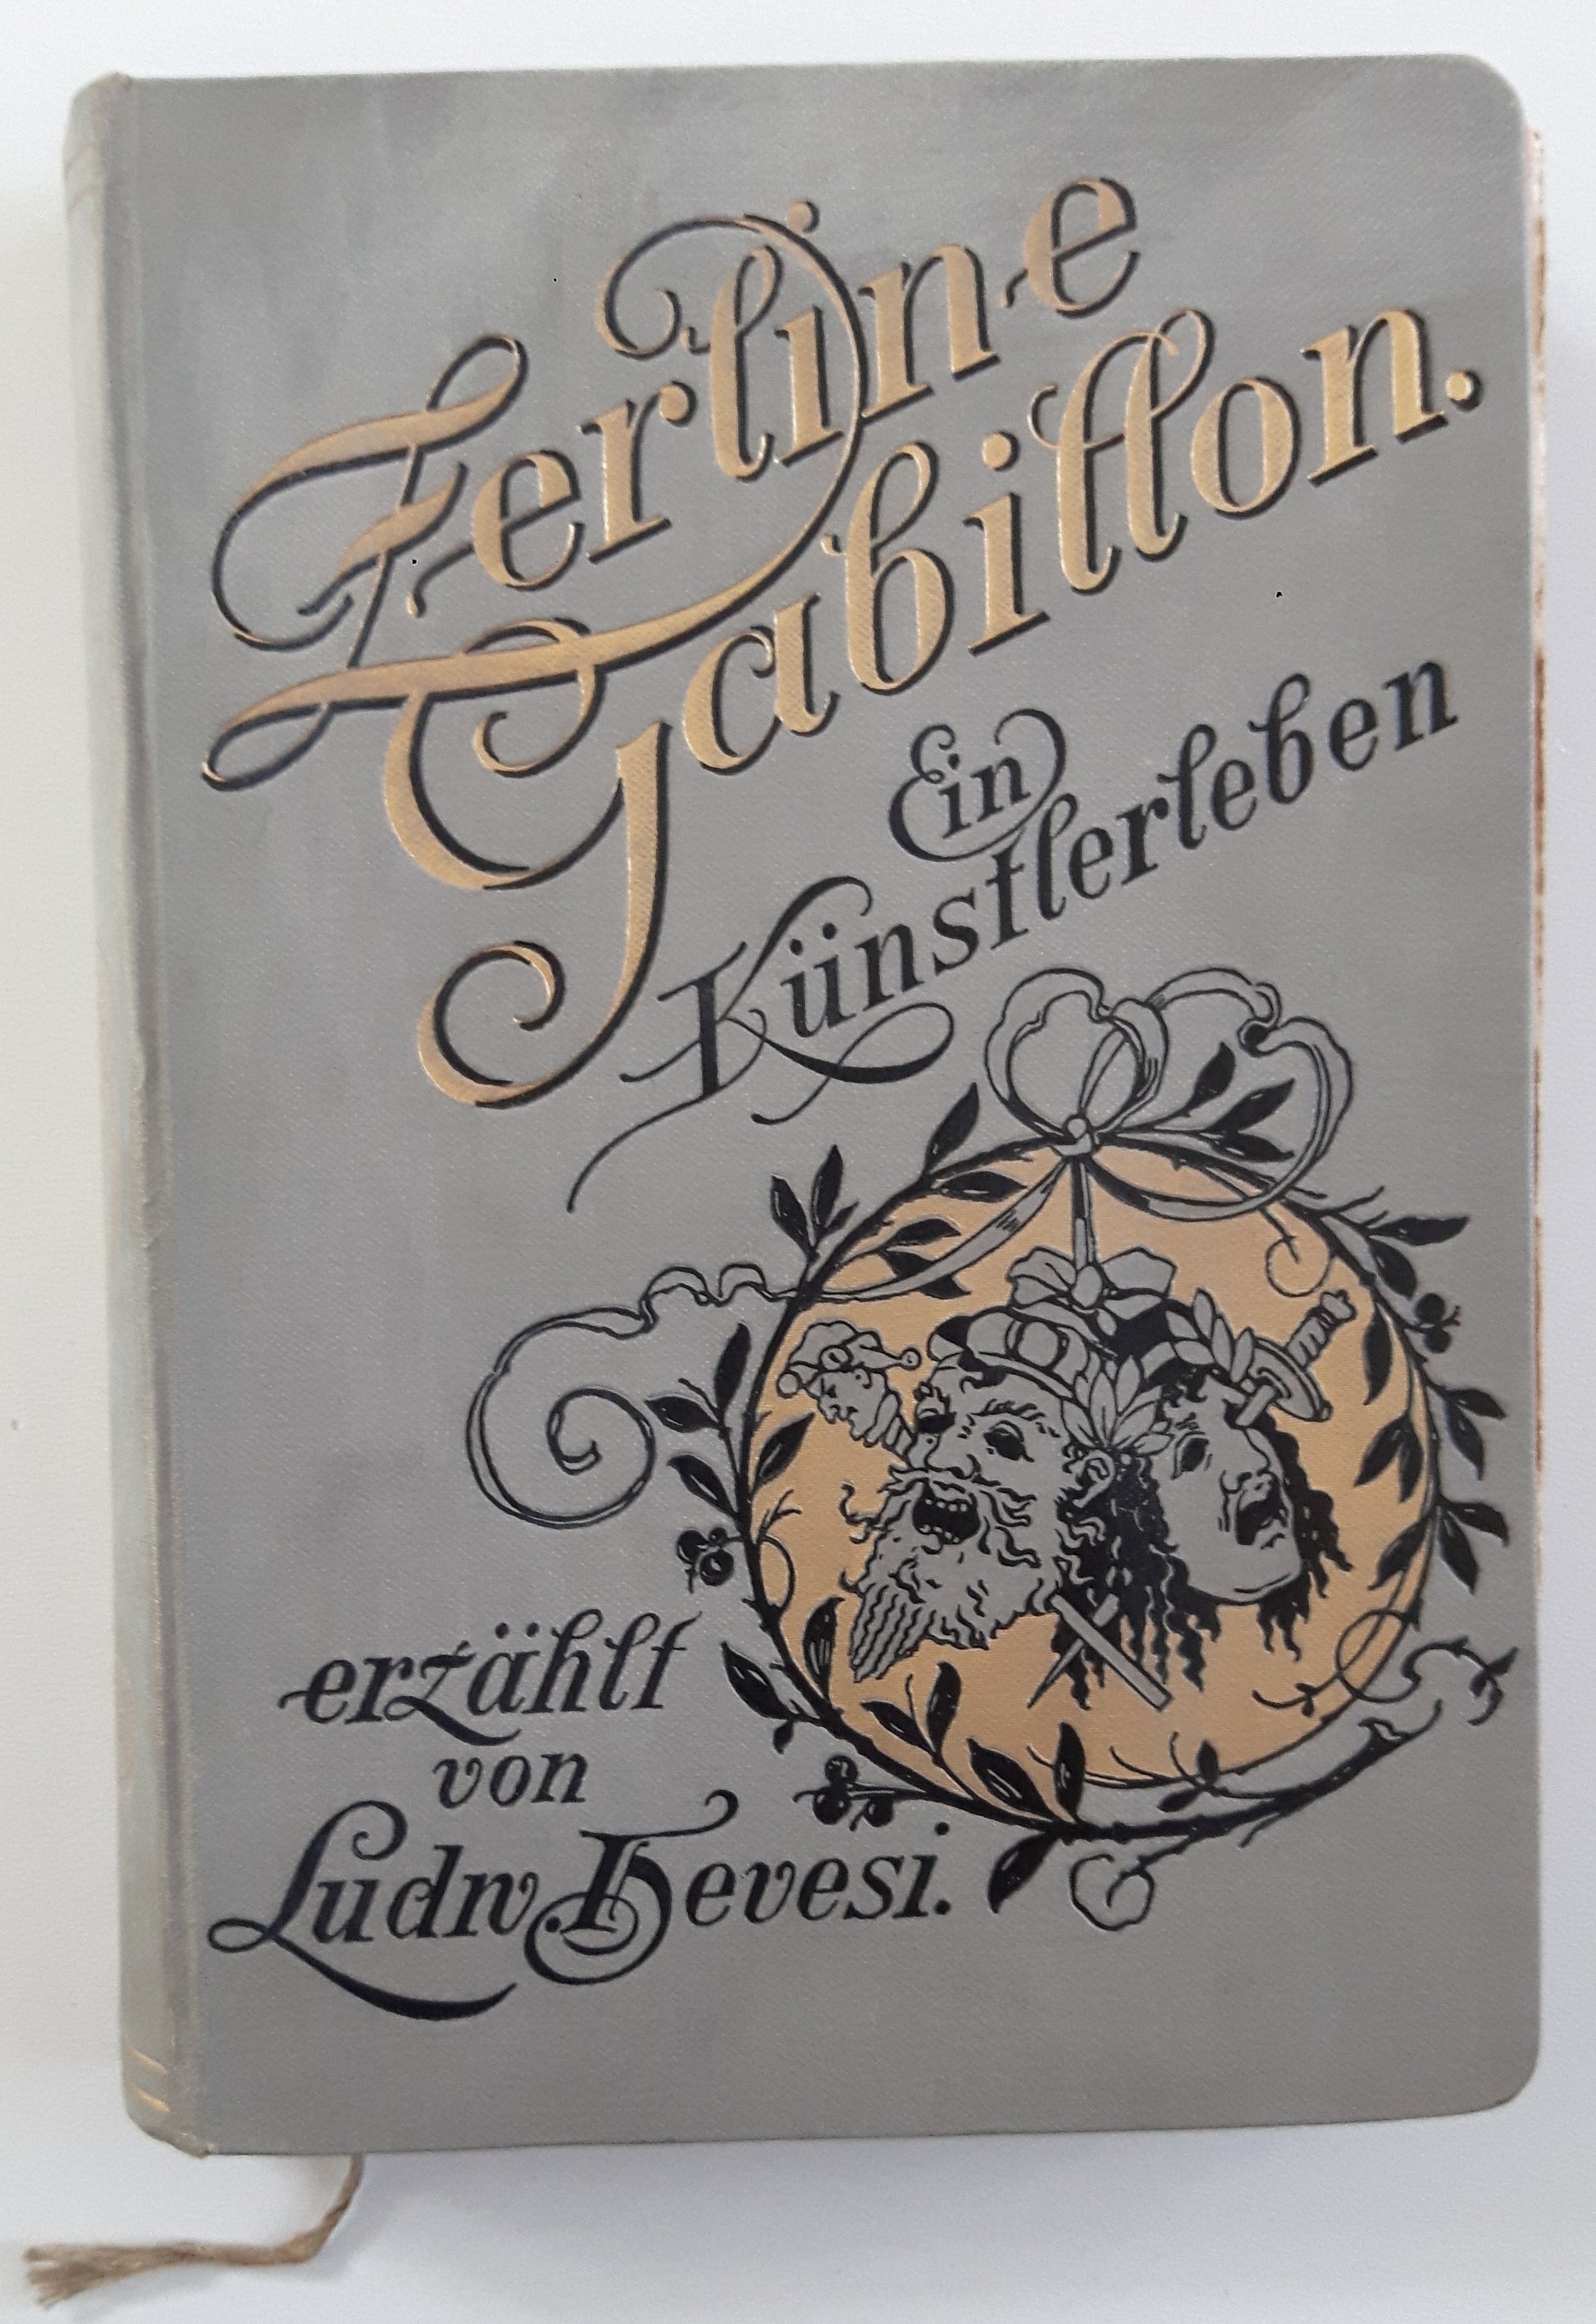 Zerline
Gabillon.
Ein
Künstlerleben
erzählt
von
Ludw. Hevesi.